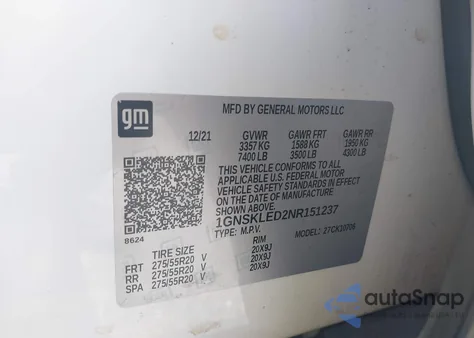 gm
MFD BY GENERAL MOTORS LLC
12/21 GVWR GAWR FRT GAWR RR
3357 KG 1588 KG 1950 KG
7400 LB 3500 LB 4300 LB
THIS VEHICLE CONFORMS TO ALL
APPLICABLE U.S. FEDERAL MOTOR
VEHICLE SAFETY STANDARDS IN EFFECT
ON THE DATE OF MANUFACTURE
SHOWN ABOVE.
1GNSKLED2NR151237
TYPE: M.P.V. 27CK10706
8624
TIRE SIZE RIM
FRT 275/55R20 V 20X9J
RR 275/55R20 V 20X9J
SPA 275/55R20 V 20X9J
autoSnap